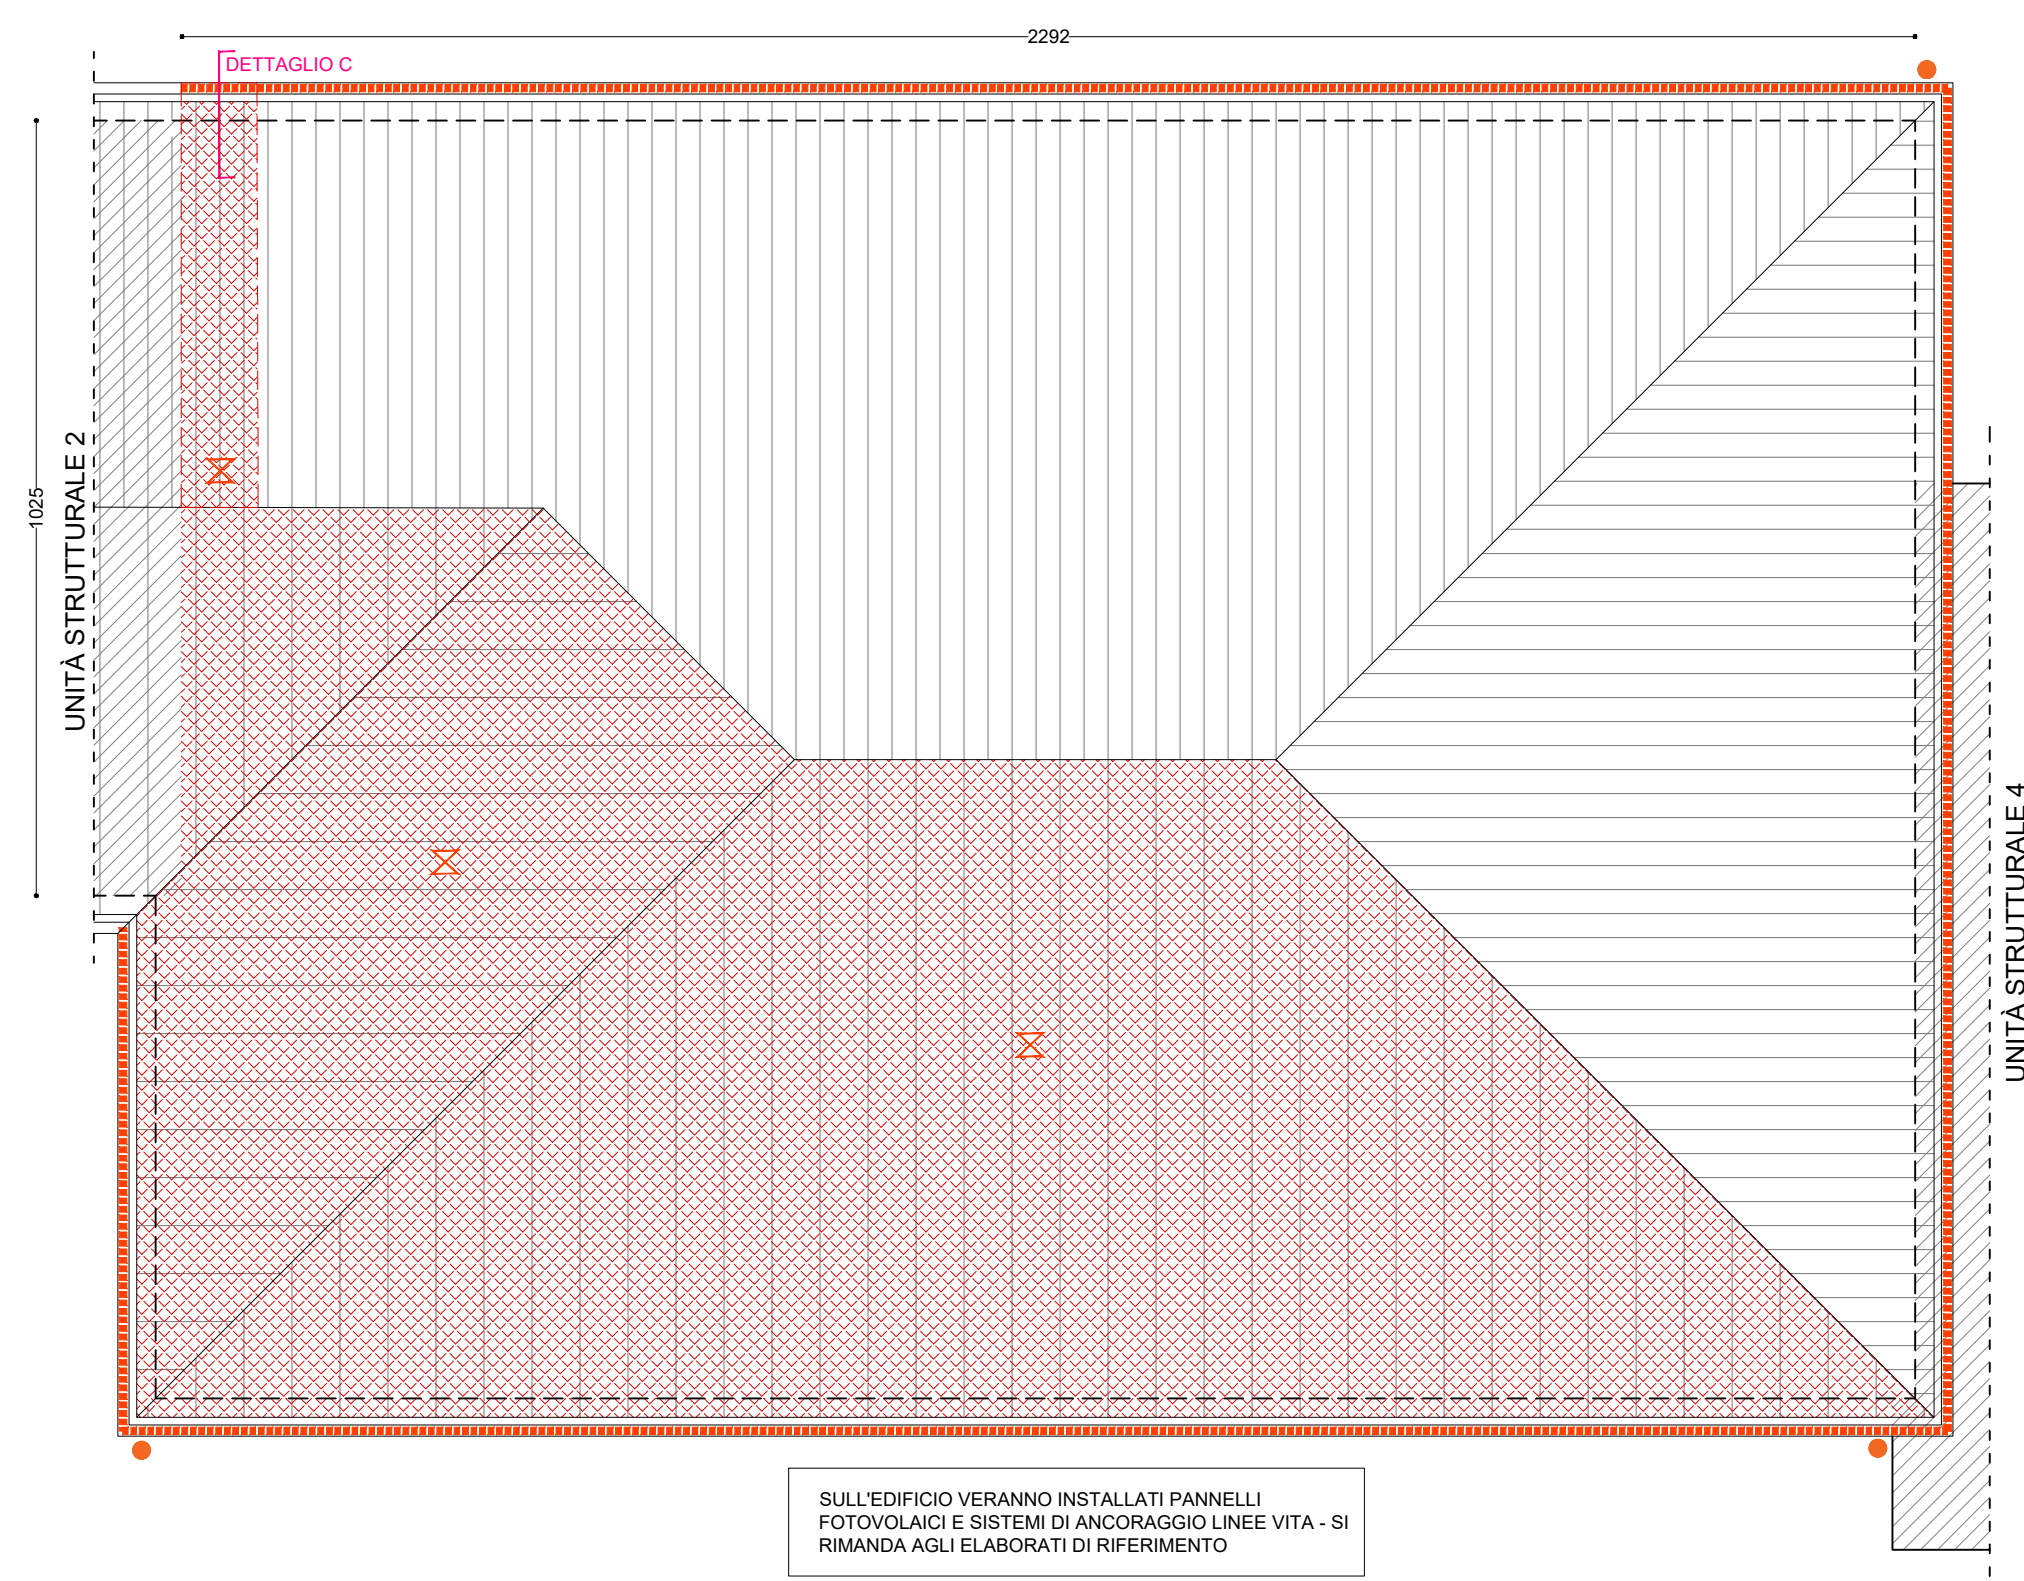 2292
DETTAGLIO C
1025
UNITÀ STRUTTURALE 2
UNITÀ STRUTTURALE 4
SULL'EDIFICIO VERANNO INSTALLATI PANNELLI
FOTOVOLAICI E SISTEMI DI ANCORAGGIO LINEE VITA - SI
RIMANDA AGLI ELABORATI DI RIFERIMENTO